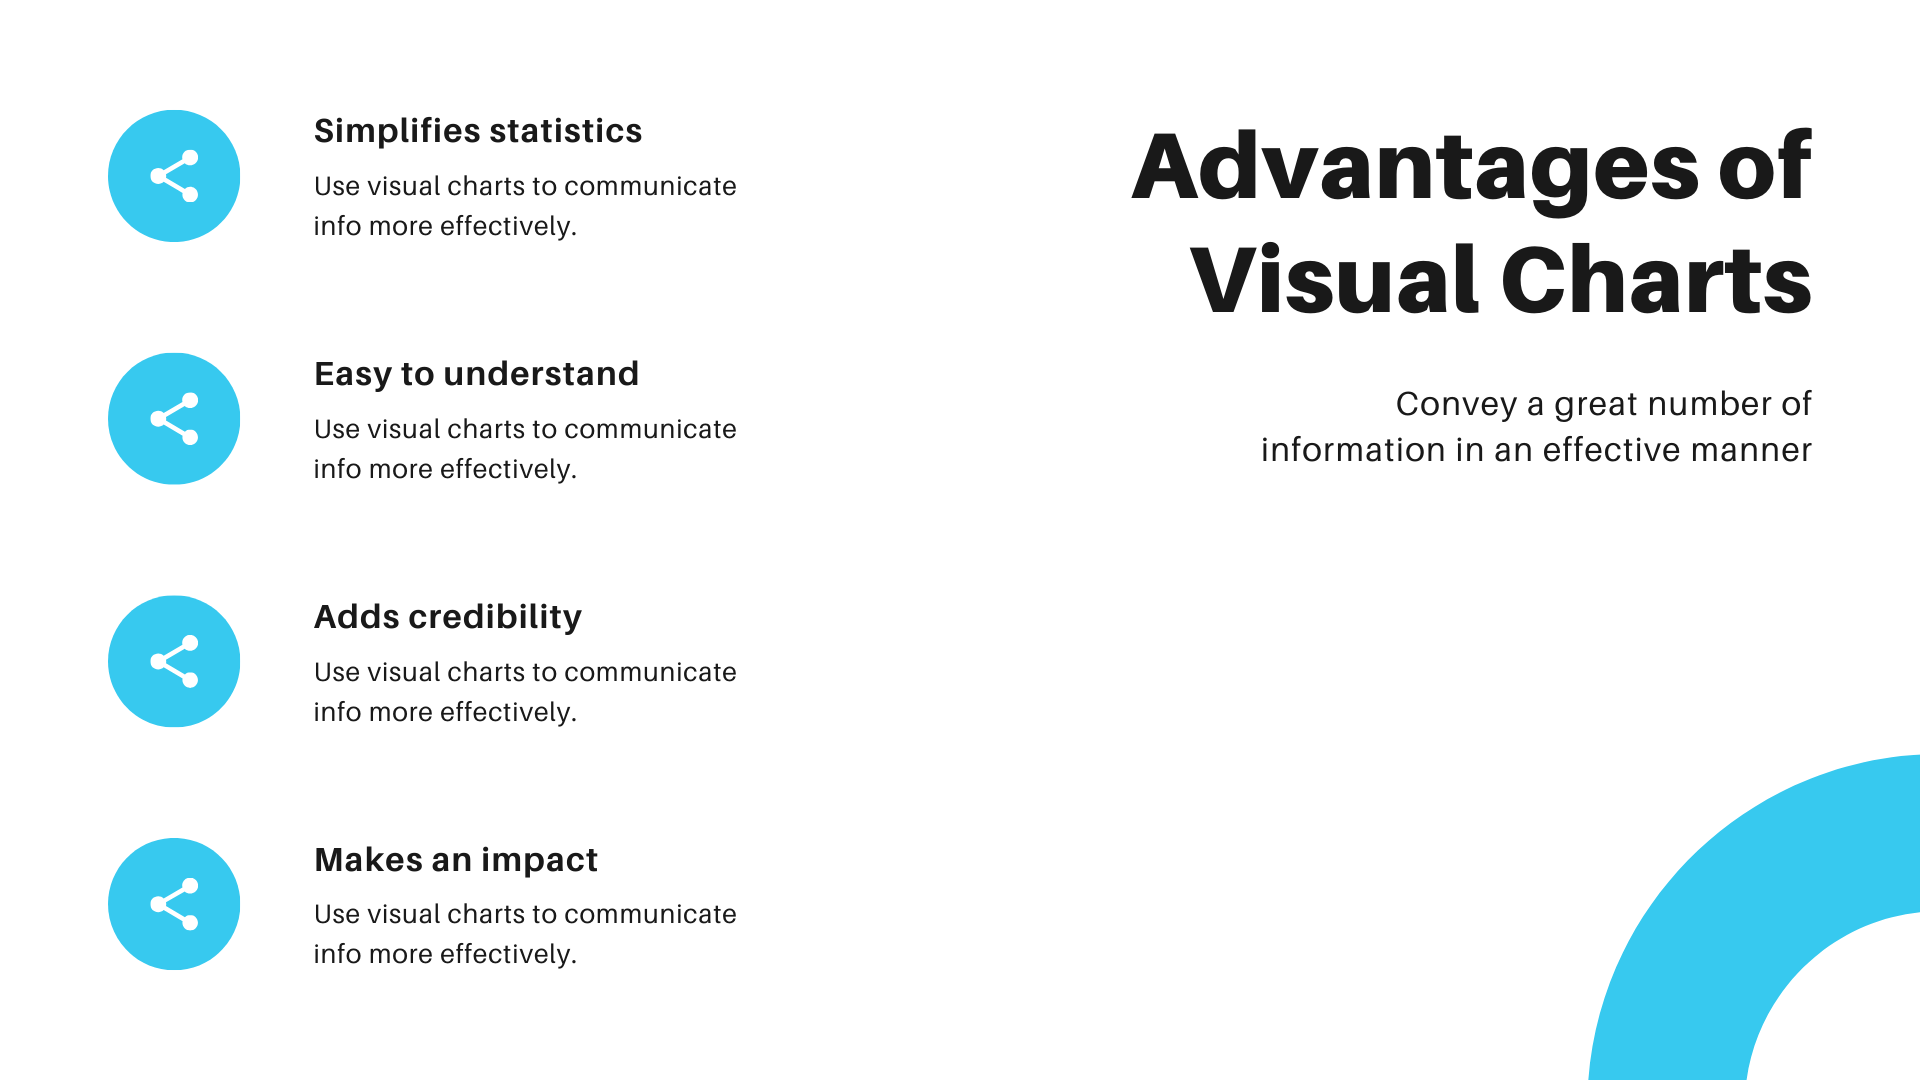 Advantages of
Visual Charts
Convey a great number of
information in an effective manner
Simplifies statistics
Use visual charts to communicate
info more effectively.
Easy to understand
Use visual charts to communicate
info more effectively.
Adds credibility
Use visual charts to communicate
info more effectively.
Makes an impact
Use visual charts to communicate
info more effectively.